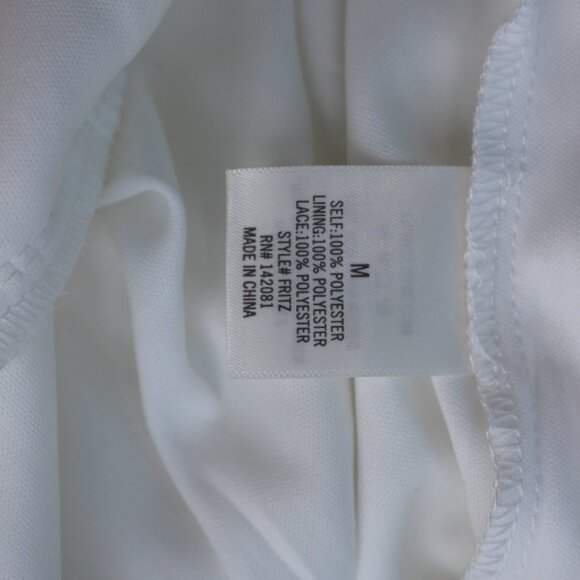 M
SELF:100% POLYESTER
LINING:100% POLYESTER
LACE:100% POLYESTER
STYLE# FRITZ
RN# 142081
MADE IN CHINA